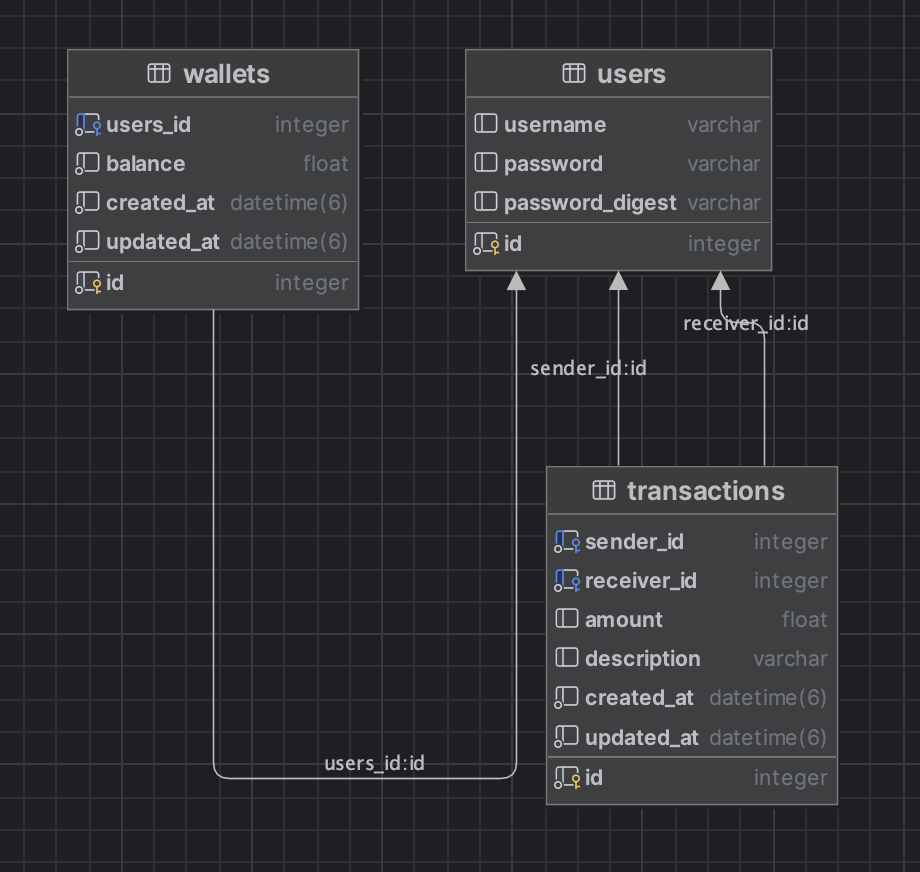 wallets
users_id integer
balance float
created_at datetime(6)
updated_at datetime(6)
id integer
users
username varchar
password varchar
password_digest varchar
id integer
receiver_id:id
sender_id:id
transactions
sender_id integer
receiver_id integer
amount float
description varchar
created_at datetime(6)
updated_at datetime(6)
id integer
users_id:id